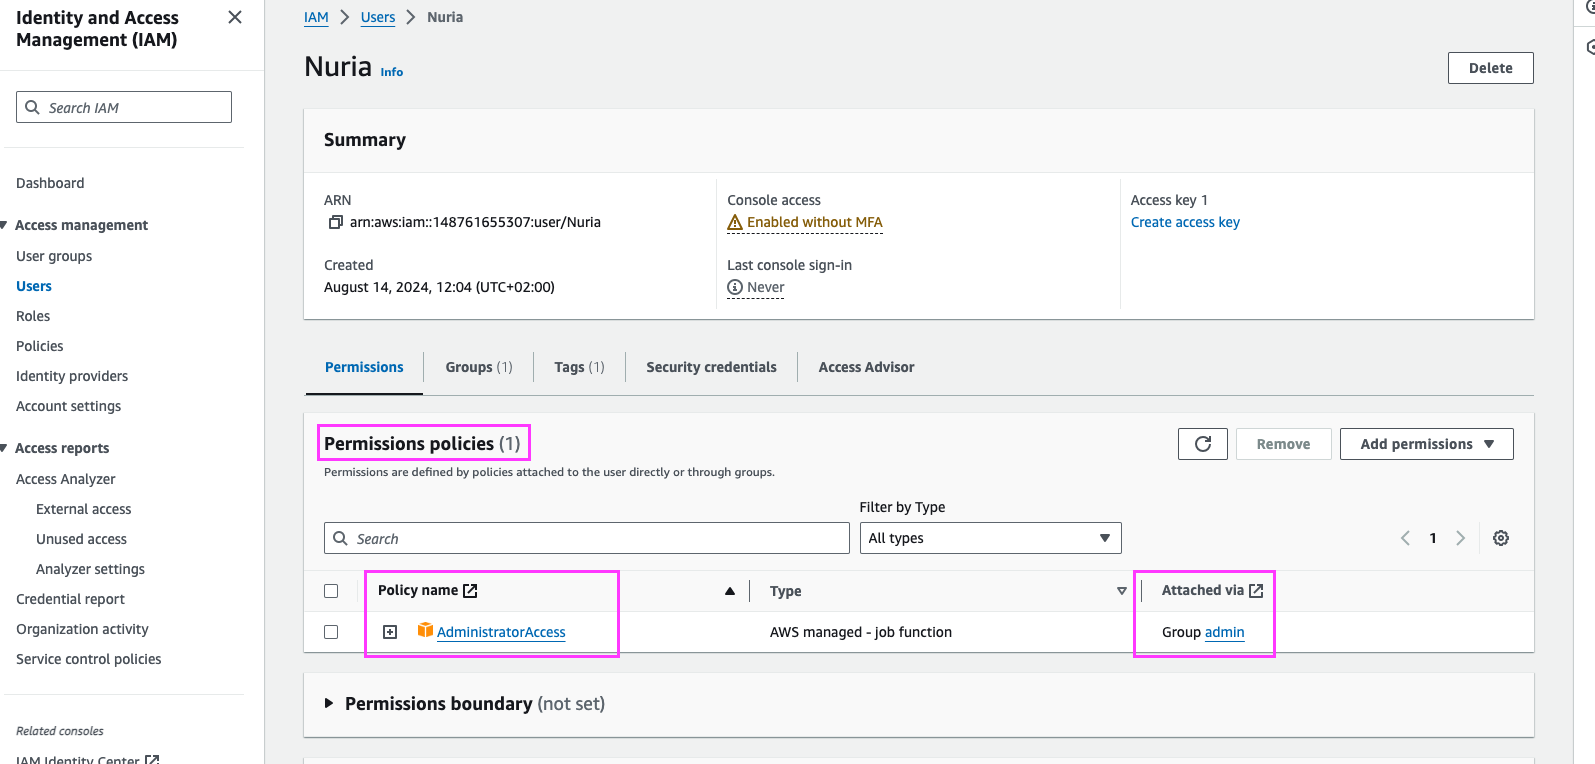 Identity and Access
Management (IAM)
Search IAM
Dashboard
Access management
User groups
Users
Roles
Policies
Identity providers
Account settings
Access reports
Access Analyzer
External access
Unused access
Analyzer settings
Credential report
Organization activity
Service control policies
Related consoles
IAM Identity Center
IAM > Users > Nuria
Nuria Info
Delete
Summary
ARN
arn:aws:iam::148761655307:user/Nuria
Created
August 14, 2024, 12:04 (UTC+02:00)
Console access
Enabled without MFA
Last console sign-in
Never
Access key 1
Create access key
Permissions Groups (1) Tags (1) Security credentials Access Advisor
Permissions policies (1)
Permissions are defined by policies attached to the user directly or through groups.
Remove
Add permissions
Filter by Type
Search
All types
1
Policy name Type Attached via
AdministratorAccess AWS managed - job function Group admin
Permissions boundary (not set)